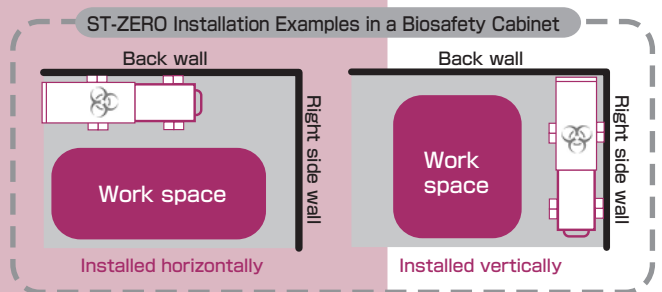 ST-ZERO Installation Examples in a Biosafety Cabinet
Back wall
Right side wall
Work space
Installed horizontally
Back wall
Right side wall
Work
space
Installed vertically